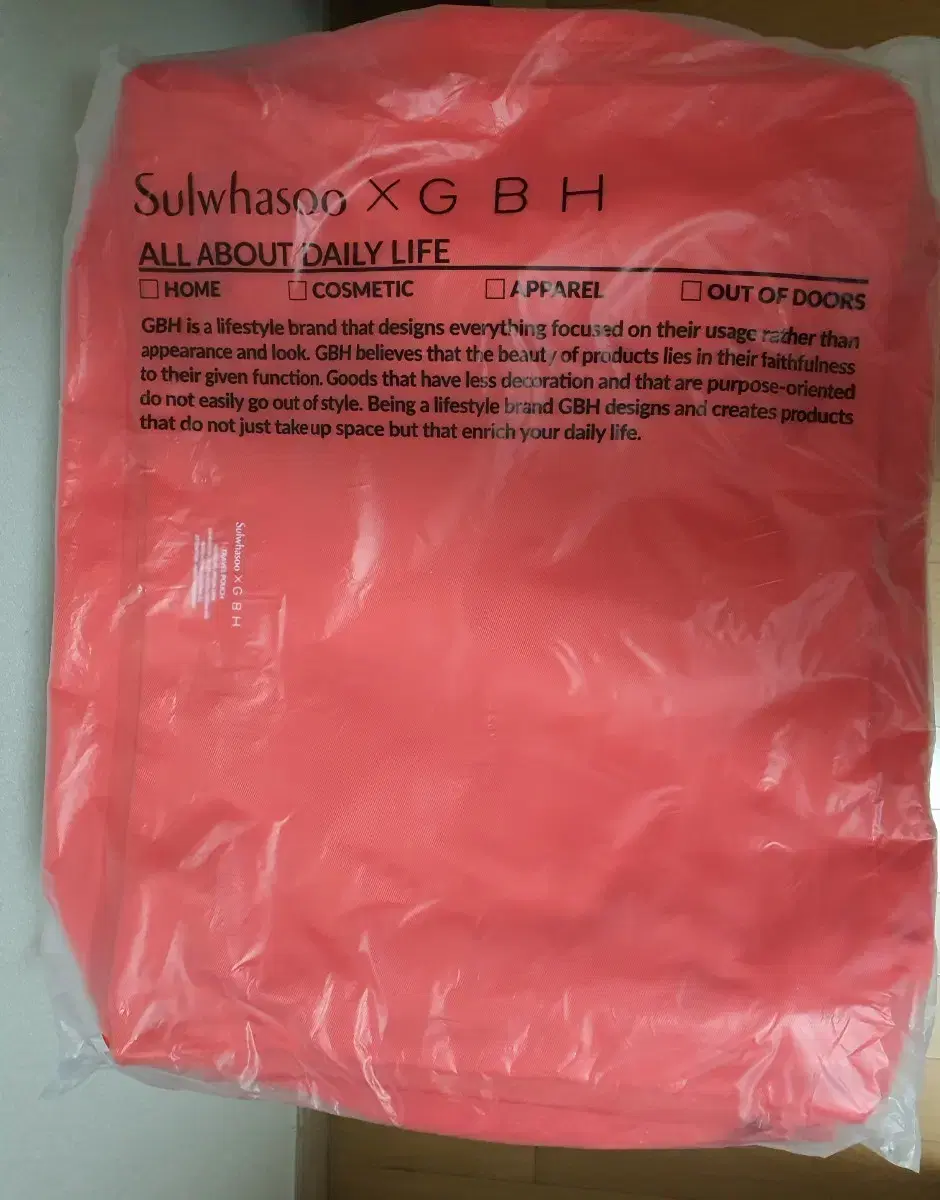 Sulwhasoo X G B H
ALL ABOUT DAILY LIFE
☐ HOME ☐ COSMETIC ☐ APPAREL ☐ OUT OF DOORS
GBH is a lifestyle brand that designs everything focused on their usage rather than
appearance and look. GBH believes that the beauty of products lies in their faithfulness
to their given function. Goods that have less decoration and that are purpose-oriented
do not easily go out of style. Being a lifestyle brand GBH designs and creates products
that do not just take up space but that enrich your daily life.
Sulwhasoo X G B H
TRAVEL POUCH